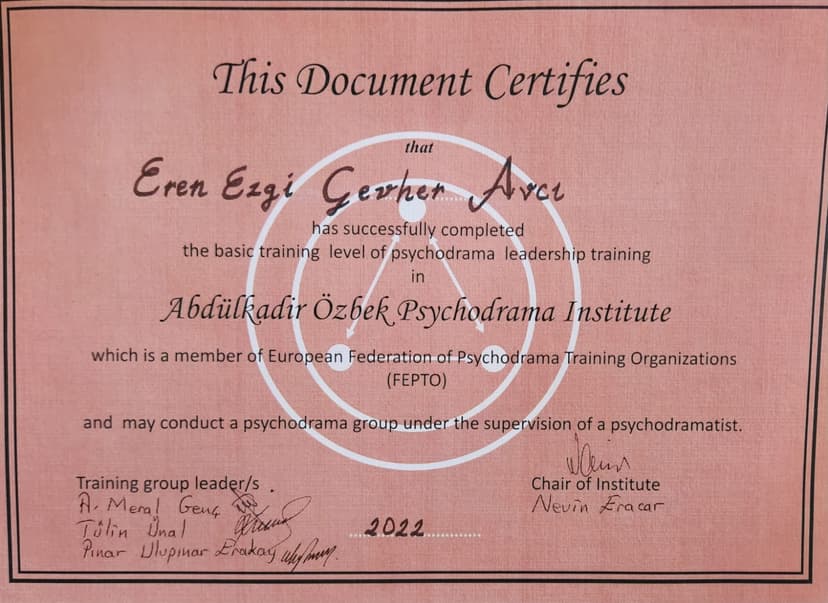 This Document Certifies
that
Eren Ezgi Gevher Avcı
has successfully completed
the basic training level of psychodrama leadership training
in
Abdülkadir Özbek Psychodrama Institute
which is a member of European Federation of Psychodrama Training Organizations
(FEPTO)
and may conduct a psychodrama group under the supervision of a psychodramatist.
Training group leader/s .
A. Meral Genç
Tülin Ünal
Pınar Ulupınar Erakay
Chair of Institute
Nevin Eracar
2022